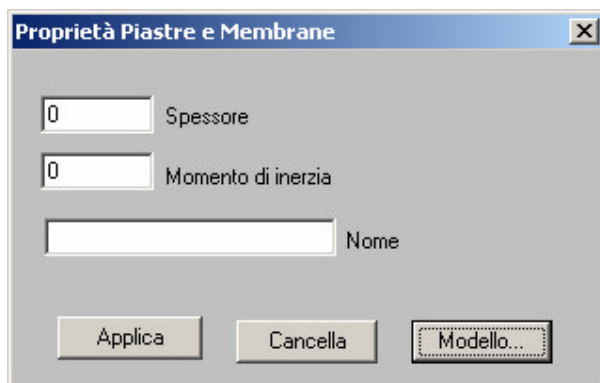 Proprietà Piastre e Membrane
0 Spessore
0 Momento di inerzia
Nome
Applica Cancella Modello...